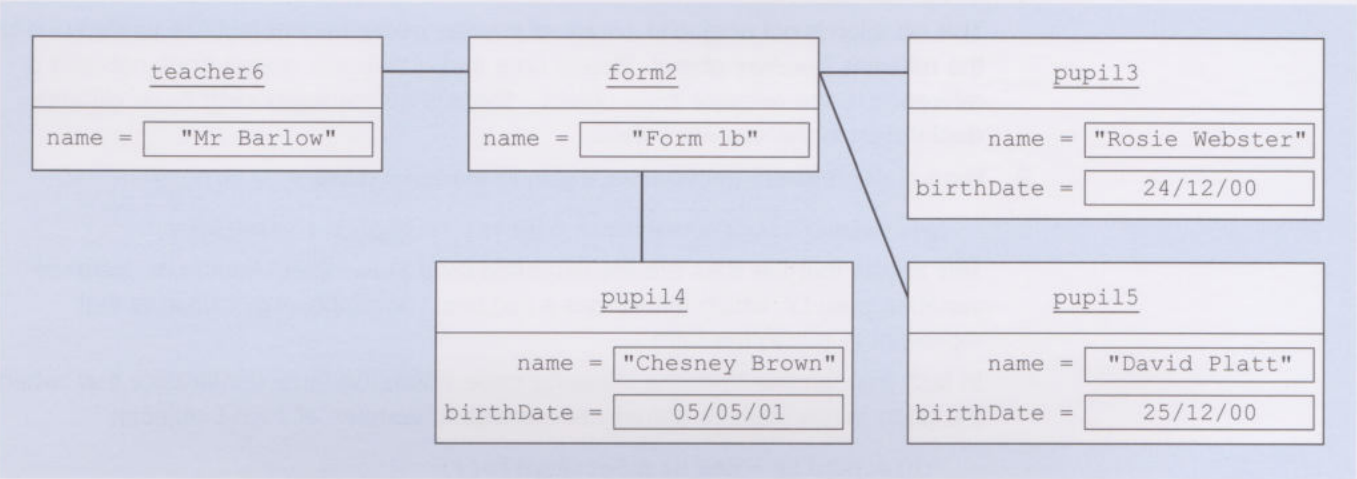 teacher6
name = "Mr Barlow"
form2
name = "Form 1b"
pupil3
name = "Rosie Webster"
birthDate = 24/12/00
pupil4
name = "Chesney Brown"
birthDate = 05/05/01
pupil5
name = "David Platt"
birthDate = 25/12/00